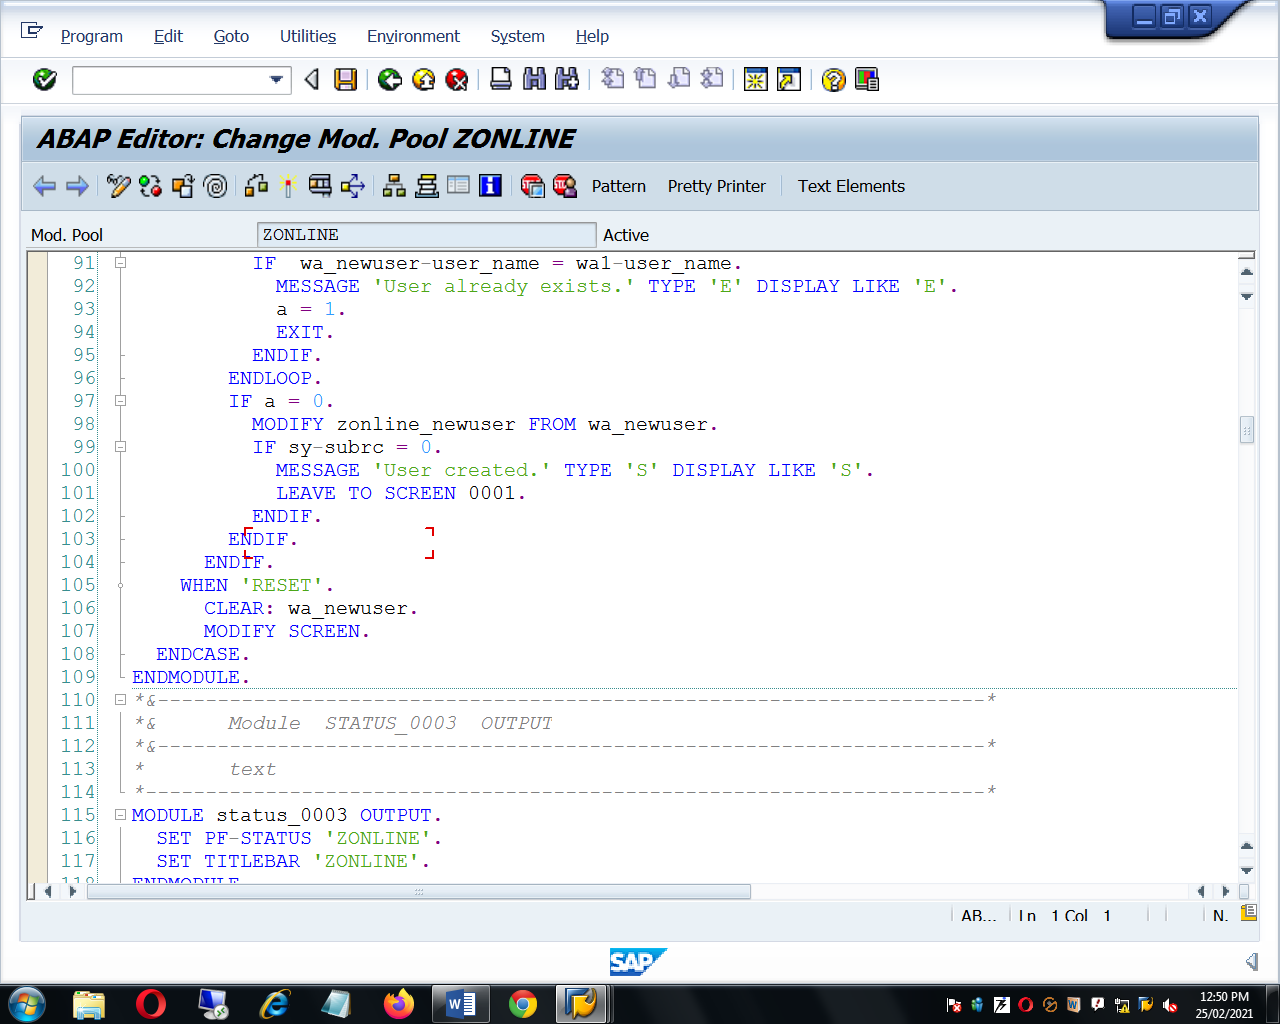 Program Edit Goto Utilities Environment System Help
ABAP Editor: Change Mod. Pool ZONLINE
Pattern Pretty Printer Text Elements
Mod. Pool ZONLINE Active
91 IF  wa_newuser-user_name = wa1-user_name.
92 MESSAGE 'User already exists.' TYPE 'E' DISPLAY LIKE 'E'.
93 a = 1.
94 EXIT.
95 ENDIF.
96 ENDLOOP.
97 IF a = 0.
98 MODIFY zonline_newuser FROM wa_newuser.
99 IF sy-subrc = 0.
100 MESSAGE 'User created.' TYPE 'S' DISPLAY LIKE 'S'.
101 LEAVE TO SCREEN 0001.
102 ENDIF.
103 ENDIF.
104 ENDIF.
105 WHEN 'RESET'.
106 CLEAR: wa_newuser.
107 MODIFY SCREEN.
108 ENDCASE.
109 ENDMODULE.
110 *&---------------------------------------------------------------------*
111 *&      Module  STATUS_0003  OUTPUT
112 *&---------------------------------------------------------------------*
113 *       text
114 *----------------------------------------------------------------------*
115 MODULE status_0003 OUTPUT.
116 SET PF-STATUS 'ZONLINE'.
117 SET TITLEBAR 'ZONLINE'.
118 ENDMODULE
AB... Ln 1 Col 1 N.
SAP
12:50 PM
25/02/2021